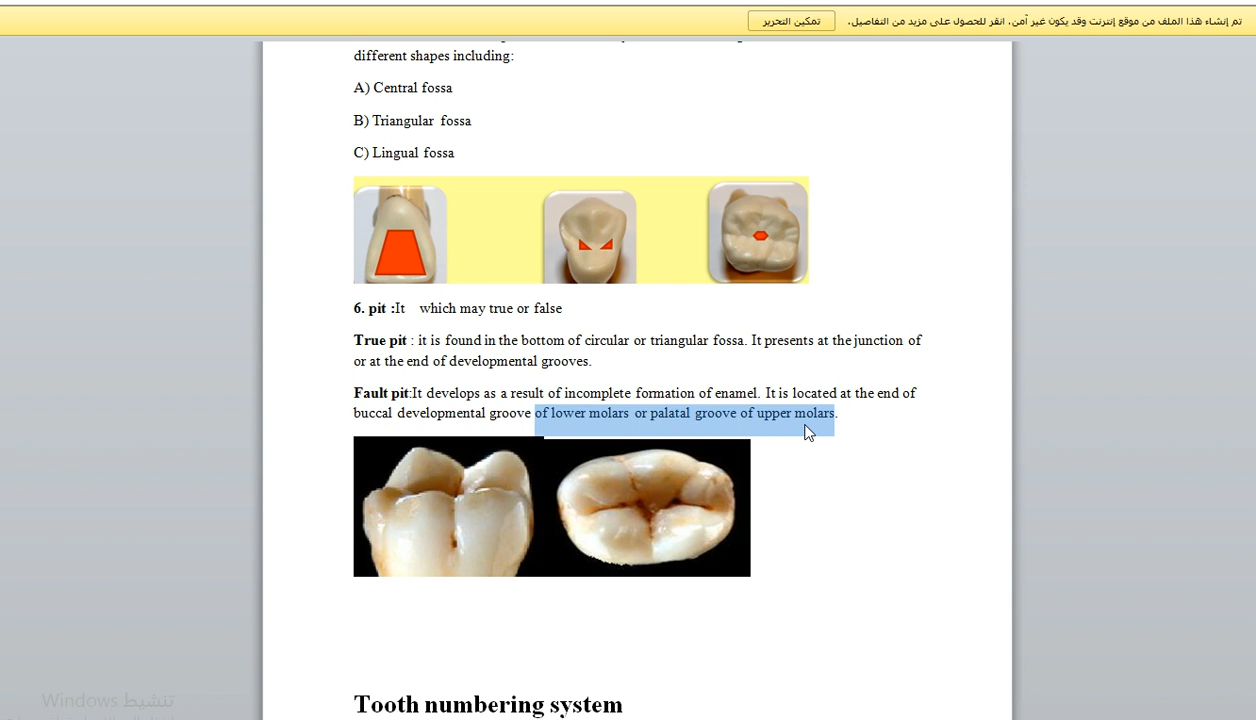 تم إنشاء هذا الملف من موقع إنترنت وقد يكون غير آمن. انقر للحصول على مزيد من التفاصيل.
تمكين التحرير
different shapes including:
A) Central fossa
B) Triangular fossa
C) Lingual fossa
6. pit :It which may true or false
True pit : it is found in the bottom of circular or triangular fossa. It presents at the junction of
or at the end of developmental grooves.
Fault pit:It develops as a result of incomplete formation of enamel. It is located at the end of
buccal developmental groove of lower molars or palatal groove of upper molars.
Tooth numbering system
تنشيط Windows